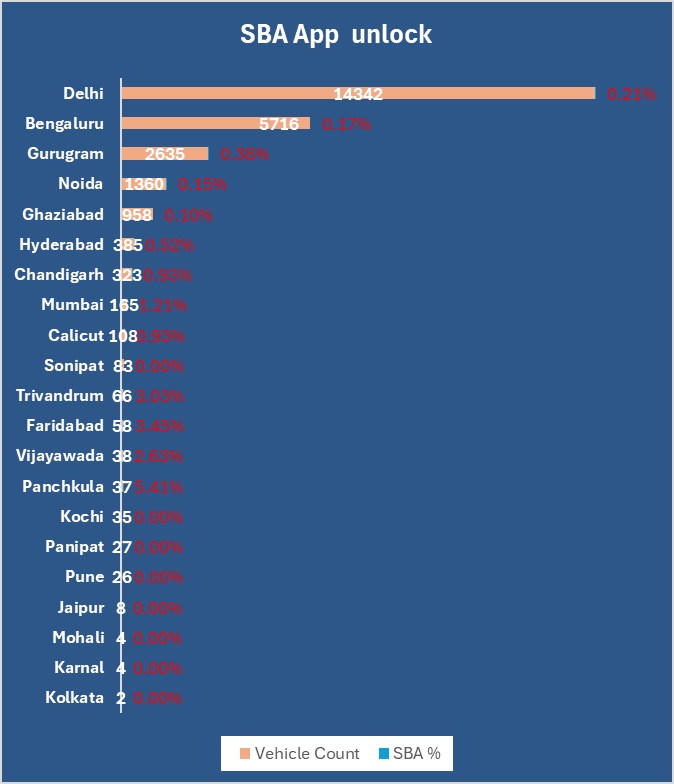 SBA App unlock
Delhi 14342 0.21%
Bengaluru 5716 0.17%
Gurugram 2635 0.38%
Noida 1360 0.15%
Ghaziabad 958 0.10%
Hyderabad 385 0.52%
Chandigarh 323 0.93%
Mumbai 165 1.21%
Calicut 108 0.93%
Sonipat 83 0.00%
Trivandrum 66 3.03%
Faridabad 58 3.45%
Vijayawada 38 2.63%
Panchkula 37 5.41%
Kochi 35 0.00%
Panipat 27 0.00%
Pune 26 0.00%
Jaipur 8 0.00%
Mohali 4 0.00%
Karnal 4 0.00%
Kolkata 2 0.00%
Vehicle Count SBA %